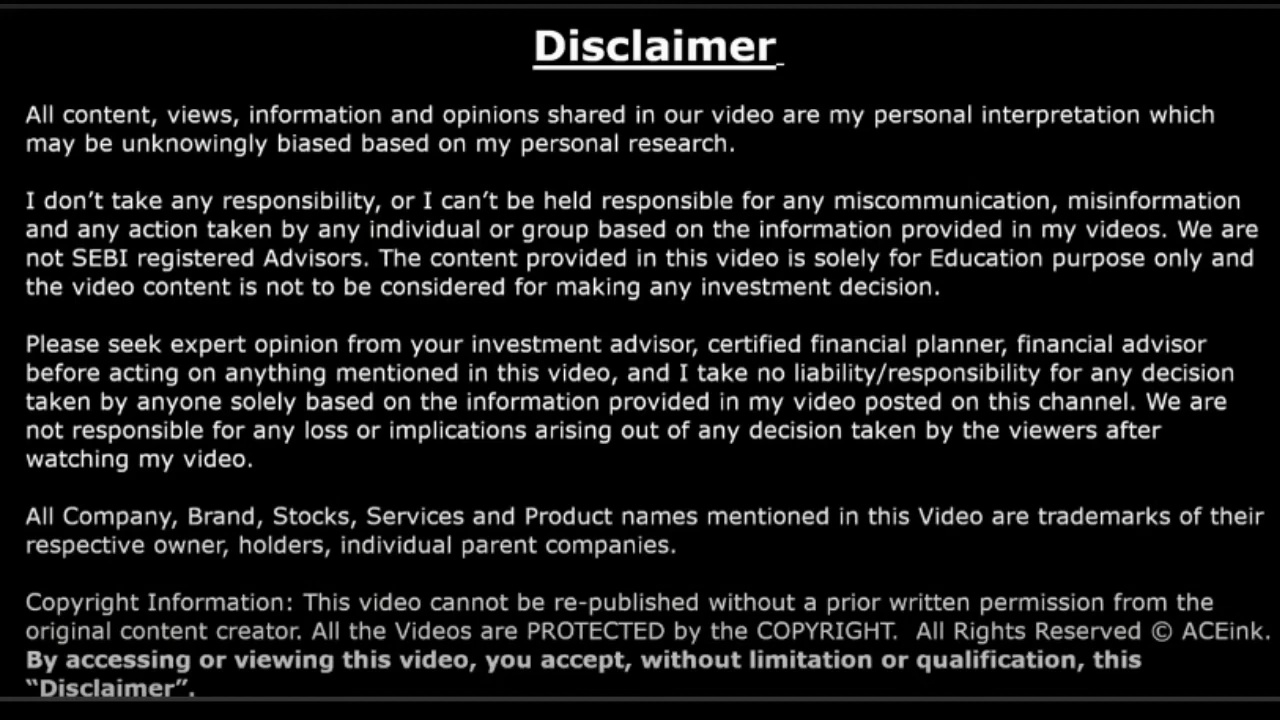 Disclaimer
All content, views, information and opinions shared in our video are my personal interpretation which
may be unknowingly biased based on my personal research.
I don’t take any responsibility, or I can’t be held responsible for any miscommunication, misinformation
and any action taken by any individual or group based on the information provided in my videos. We are
not SEBI registered Advisors. The content provided in this video is solely for Education purpose only and
the video content is not to be considered for making any investment decision.
Please seek expert opinion from your investment advisor, certified financial planner, financial advisor
before acting on anything mentioned in this video, and I take no liability/responsibility for any decision
taken by anyone solely based on the information provided in my video posted on this channel. We are
not responsible for any loss or implications arising out of any decision taken by the viewers after
watching my video.
All Company, Brand, Stocks, Services and Product names mentioned in this Video are trademarks of their
respective owner, holders, individual parent companies.
Copyright Information: This video cannot be re-published without a prior written permission from the
original content creator. All the Videos are PROTECTED by the COPYRIGHT.  All Rights Reserved © ACEink.
By accessing or viewing this video, you accept, without limitation or qualification, this
“Disclaimer”.